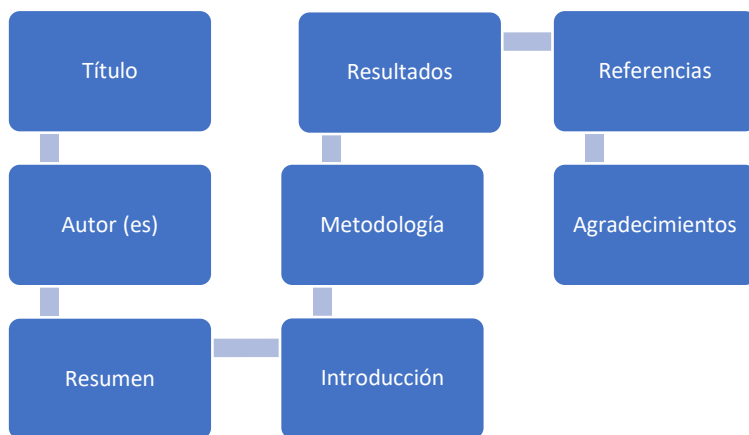 Título
Autor (es)
Resumen
Introducción
Metodología
Resultados
Referencias
Agradecimientos